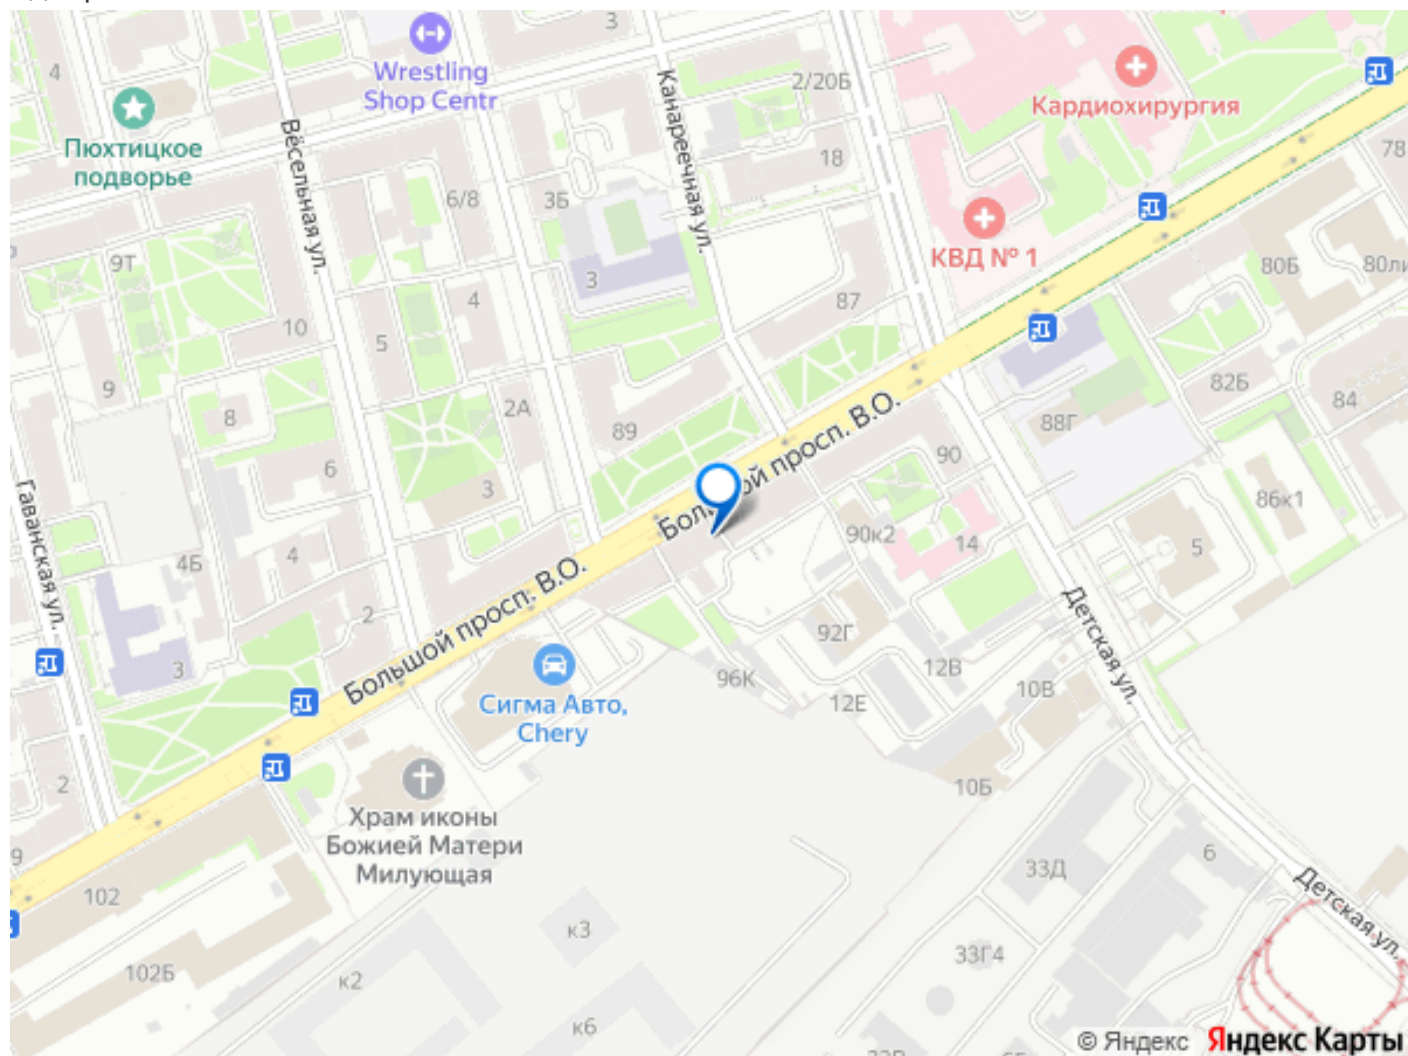 3
4
Wrestling
Shop Centr
2/20Б
Кардиохирургия
Пюхтицкое
подворье
Вёсельная ул.
Канареечная ул.
18
78
6/8
3Б
КВД № 1
9Т
3
80Б
4
87
10
5
9
8
2А
89
82Б
84
88Г
Большой просп. В.О.
90
6
3
86к1
Гаванская ул.
4Б
4
90к2
14
5
Большой просп. В.О.
2
92Г
Детская ул.
3
96К
12В
10В
12Е
Сигма Авто,
Chery
2
10Б
Храм иконы
Божией Матери
Милующая
9
102
33Д
6
Детская ул.
к3
102Б
к2
33Г4
к6
© Яндекс Яндекс Карты